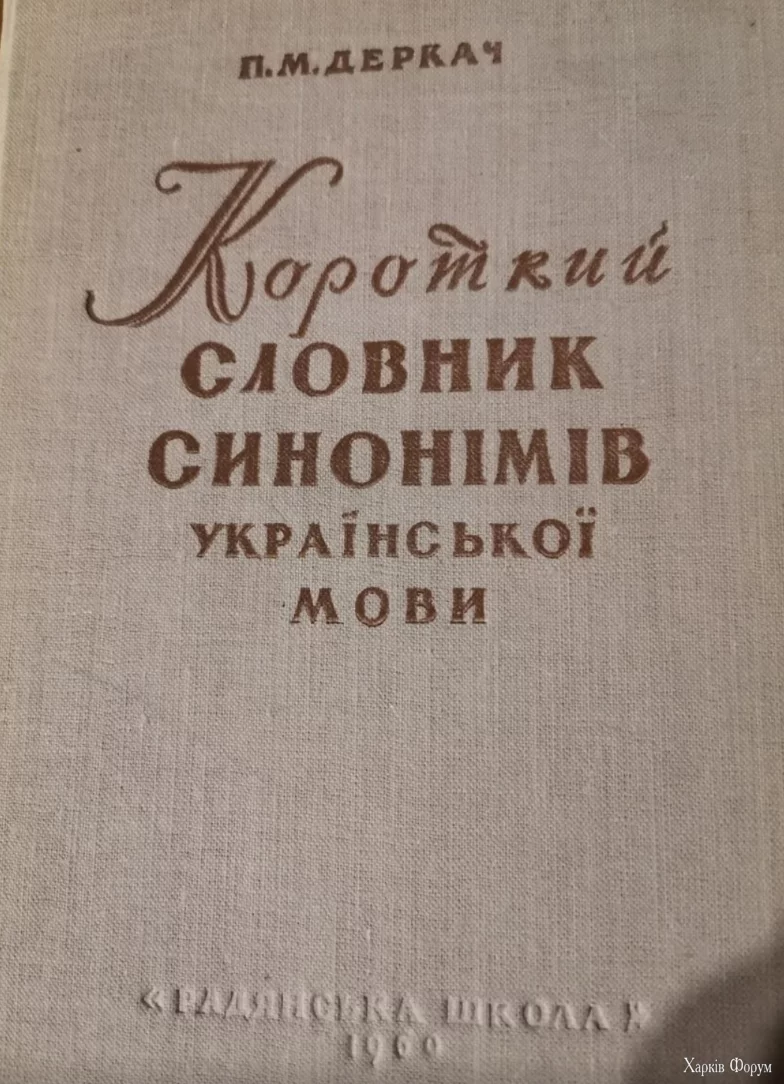 П.М.ДЕРКАЧ
Короткий
СЛОВНИК
СИНОНІМІВ
УКРАЇНСЬКОЇ
МОВИ
«РАДЯНСЬКА ШКОЛА»
1960
Харків Форум